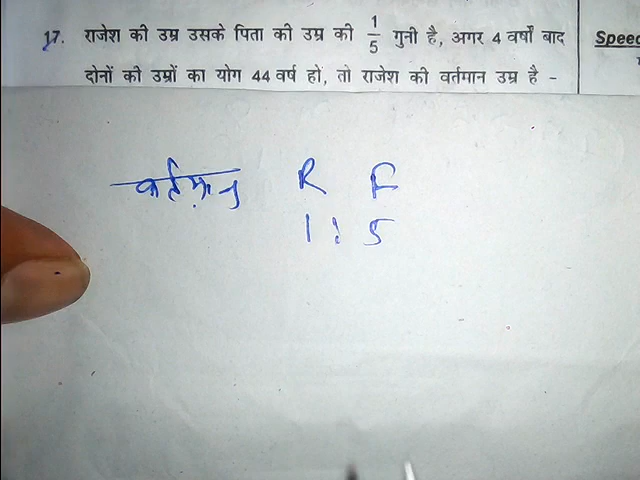 17. राजेश की उम्र उसके पिता की उम्र की 1/5 गुनी है, अगर 4 वर्षों बाद
दोनों की उम्रों का योग 44 वर्ष हो, तो राजेश की वर्तमान उम्र है -
Speed
वर्तमान R F
1 : 5